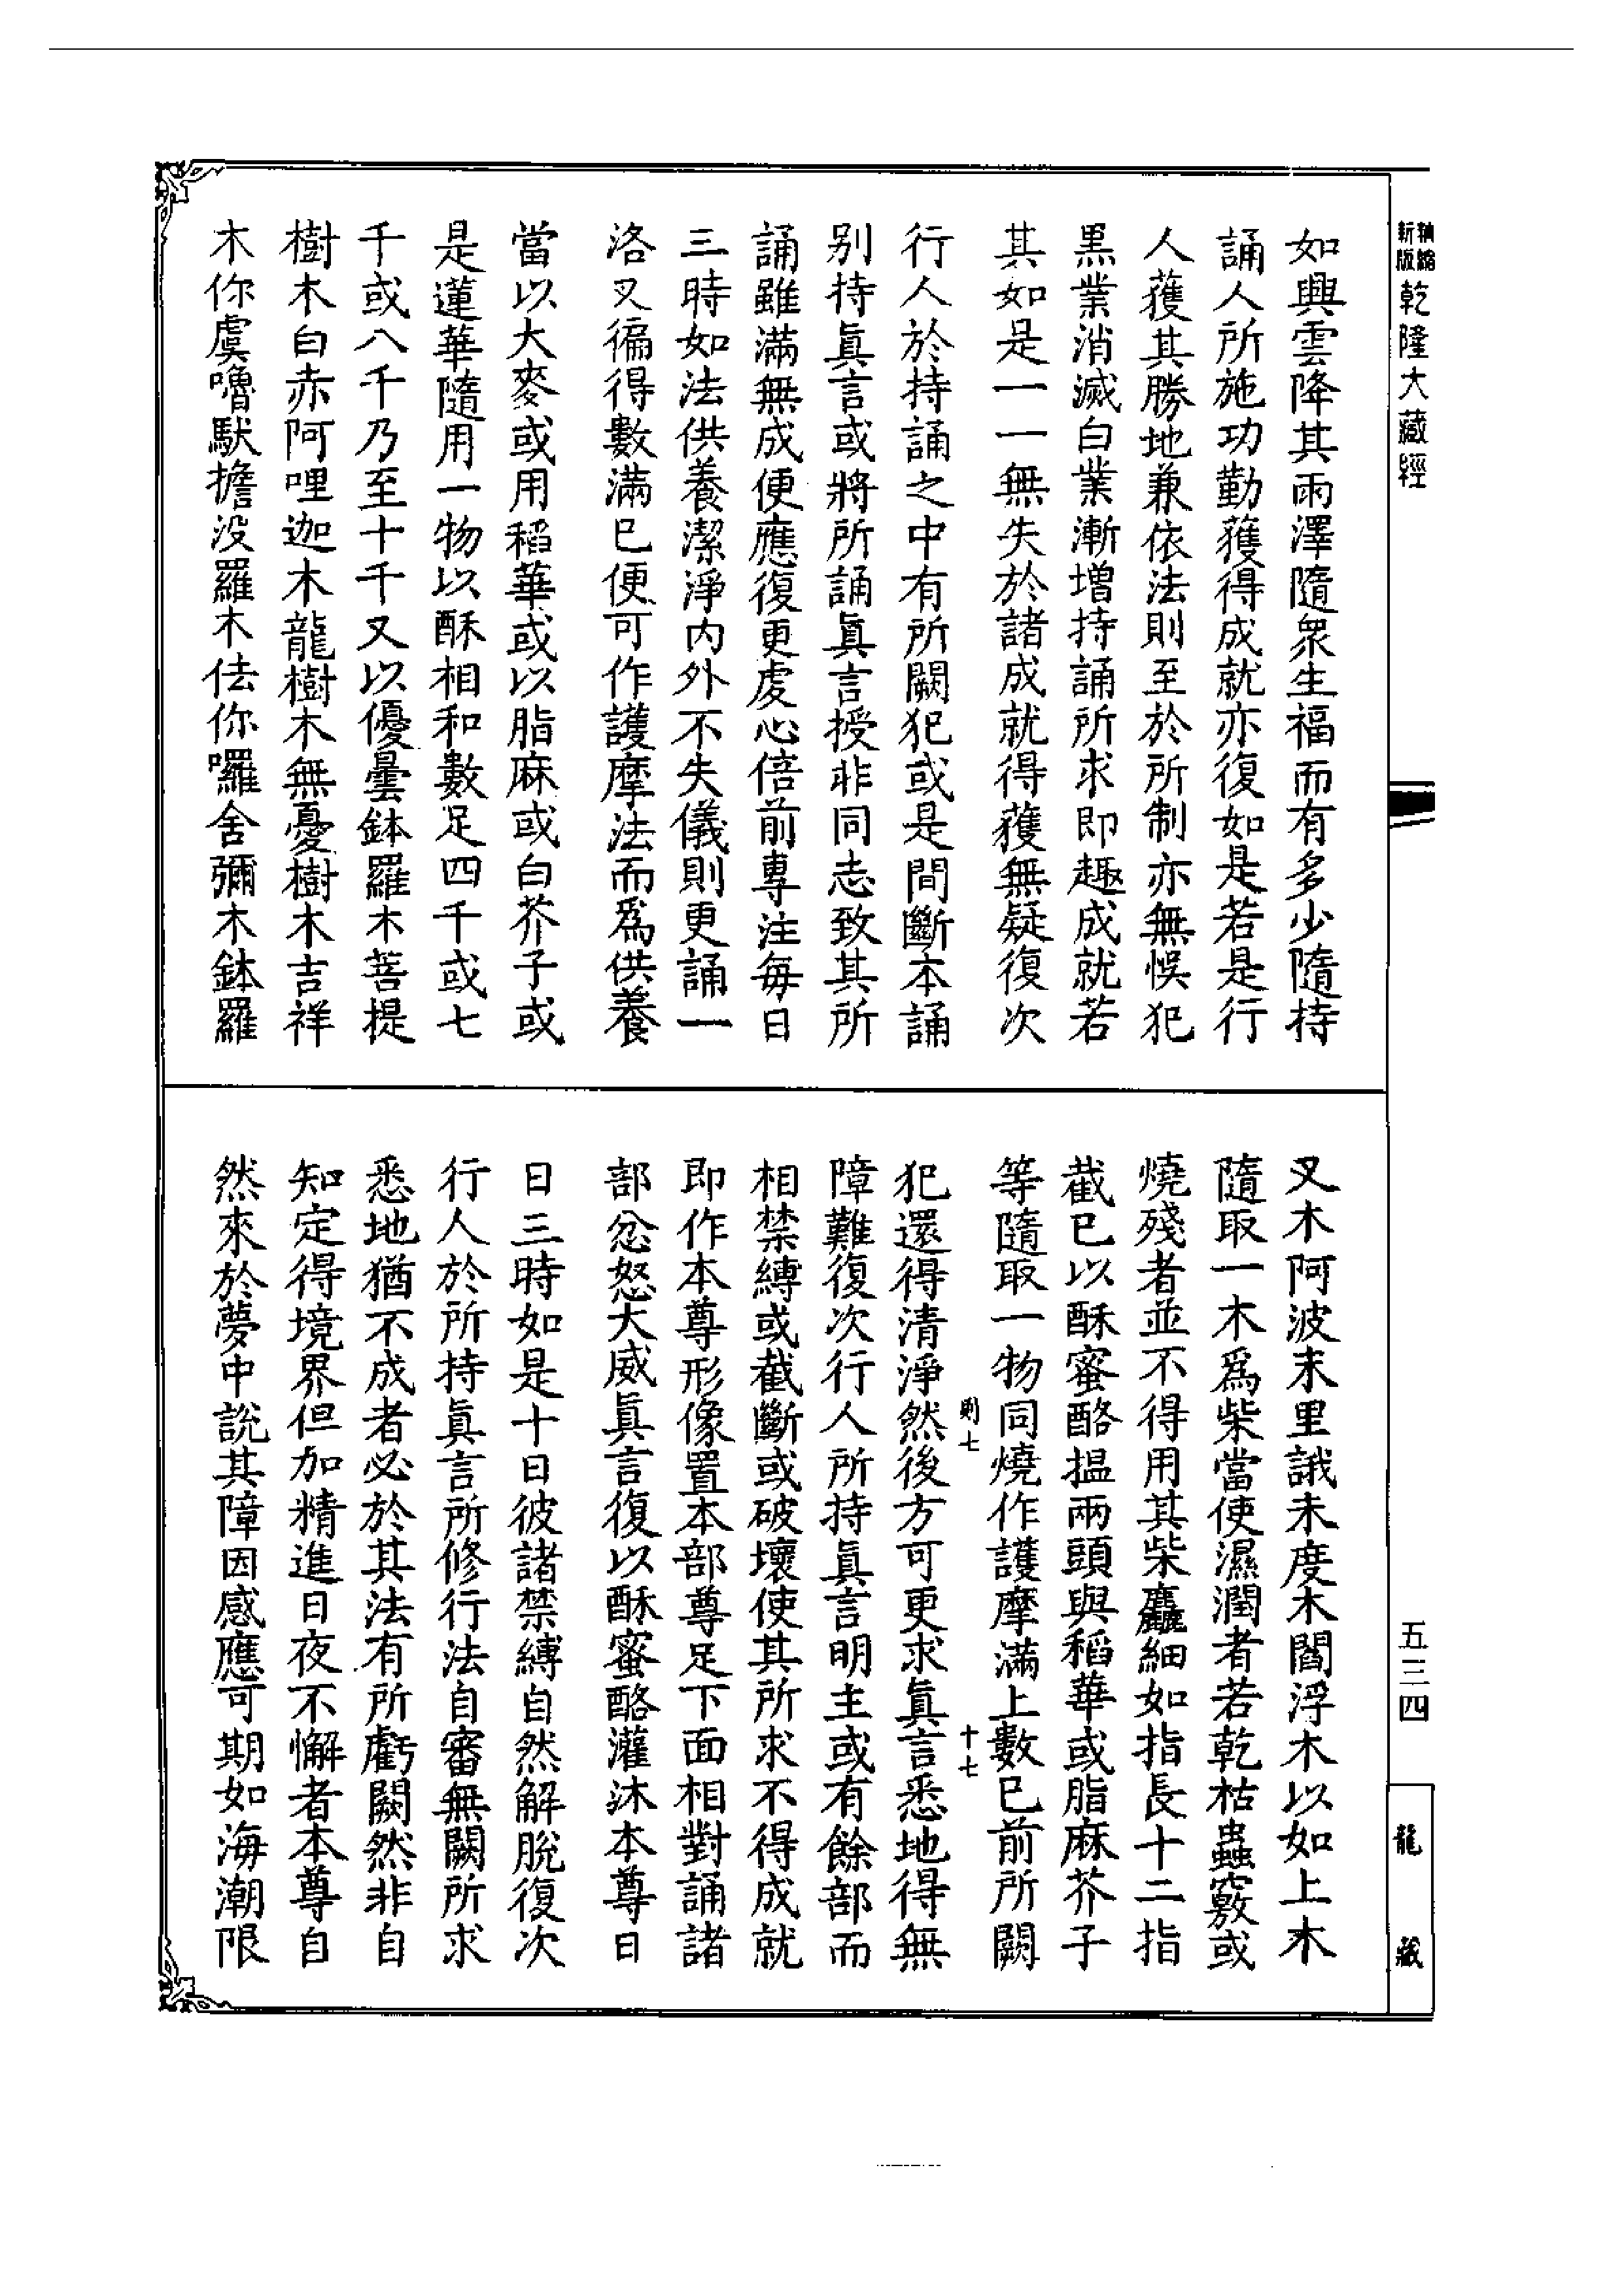 新版精縮乾隆大藏經
如興雲降其雨澤隨衆生福而有多少隨持
誦人所施功勤獲得成就亦復如是若是行
人獲其勝地兼依法則至於所制亦無悞犯
黑業消滅白業漸增持誦所求即趣成就若
其如是一一無失於諸成就得獲無疑復次
行人於持誦之中有所闕犯或是間斷本誦
别持眞言或將所誦眞言授非同志致其所
誦雖滿無成便應復更虔心倍前專注每日
三時如法供養潔淨内外不失儀則更誦一
洛叉徧得數滿已便可作護摩法而爲供養
當以大麥或用稻華或以脂麻或白芥子或
是蓮華隨用一物以酥相和數足四千或七
千或八千乃至十千又以優曇鉢羅木菩提
樹木白赤阿哩迦木龍樹木無憂樹木吉祥
木你虞嚕馱擔没羅木佉你囉舍彌木鉢羅
叉木阿波末里誐末度木閻浮木以如上木
隨取一木爲柴當使濕潤者若乾枯蟲竅或
燒殘者並不得用其柴麤細如指長十二指
截已以酥蜜酪搵兩頭與稻華或脂麻芥子
等隨取一物同燒作護摩滿上數已前所闕
則七 十七
犯還得清淨然後方可更求眞言悉地得無
障難復次行人所持眞言明主或有餘部而
相禁縛或截斷或破壞使其所求不得成就
即作本尊形像置本部尊足下面相對誦諸
部忿怒大威眞言復以酥蜜酪灌沐本尊日
日三時如是十日彼諸禁縛自然解脫復次
行人於所持眞言所修行法自審無闕所求
悉地猶不成者必於其法有所虧闕然非自
知定得境界但加精進日夜不懈者本尊自
然來於夢中說其障因感應可期如海潮限
五三四
龍藏